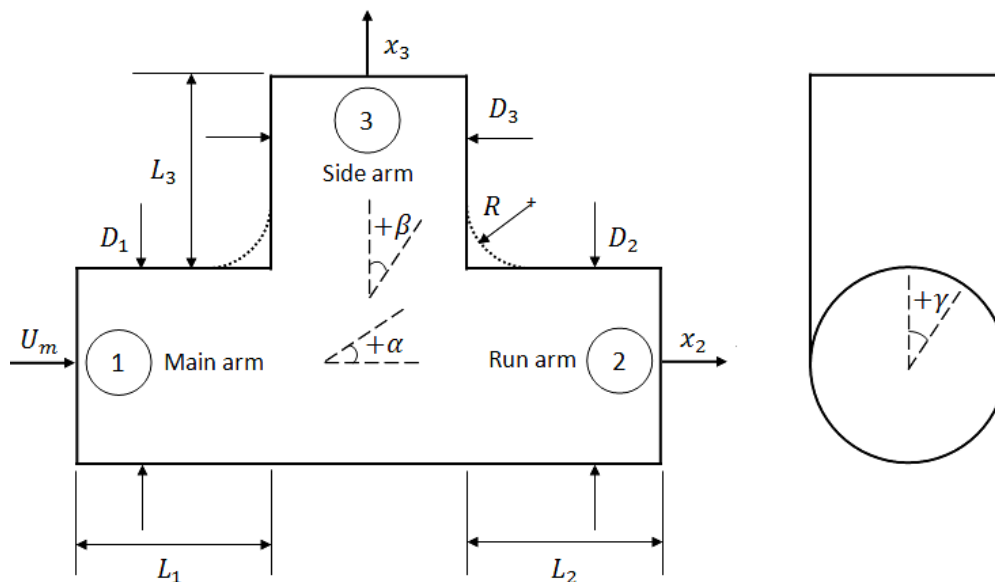 x₃
3
D₃
L₃
Side arm
R
+β
D₁
D₂
+γ
Uₘ
1
Main arm
+α
Run arm
2
x₂
L₁
L₂